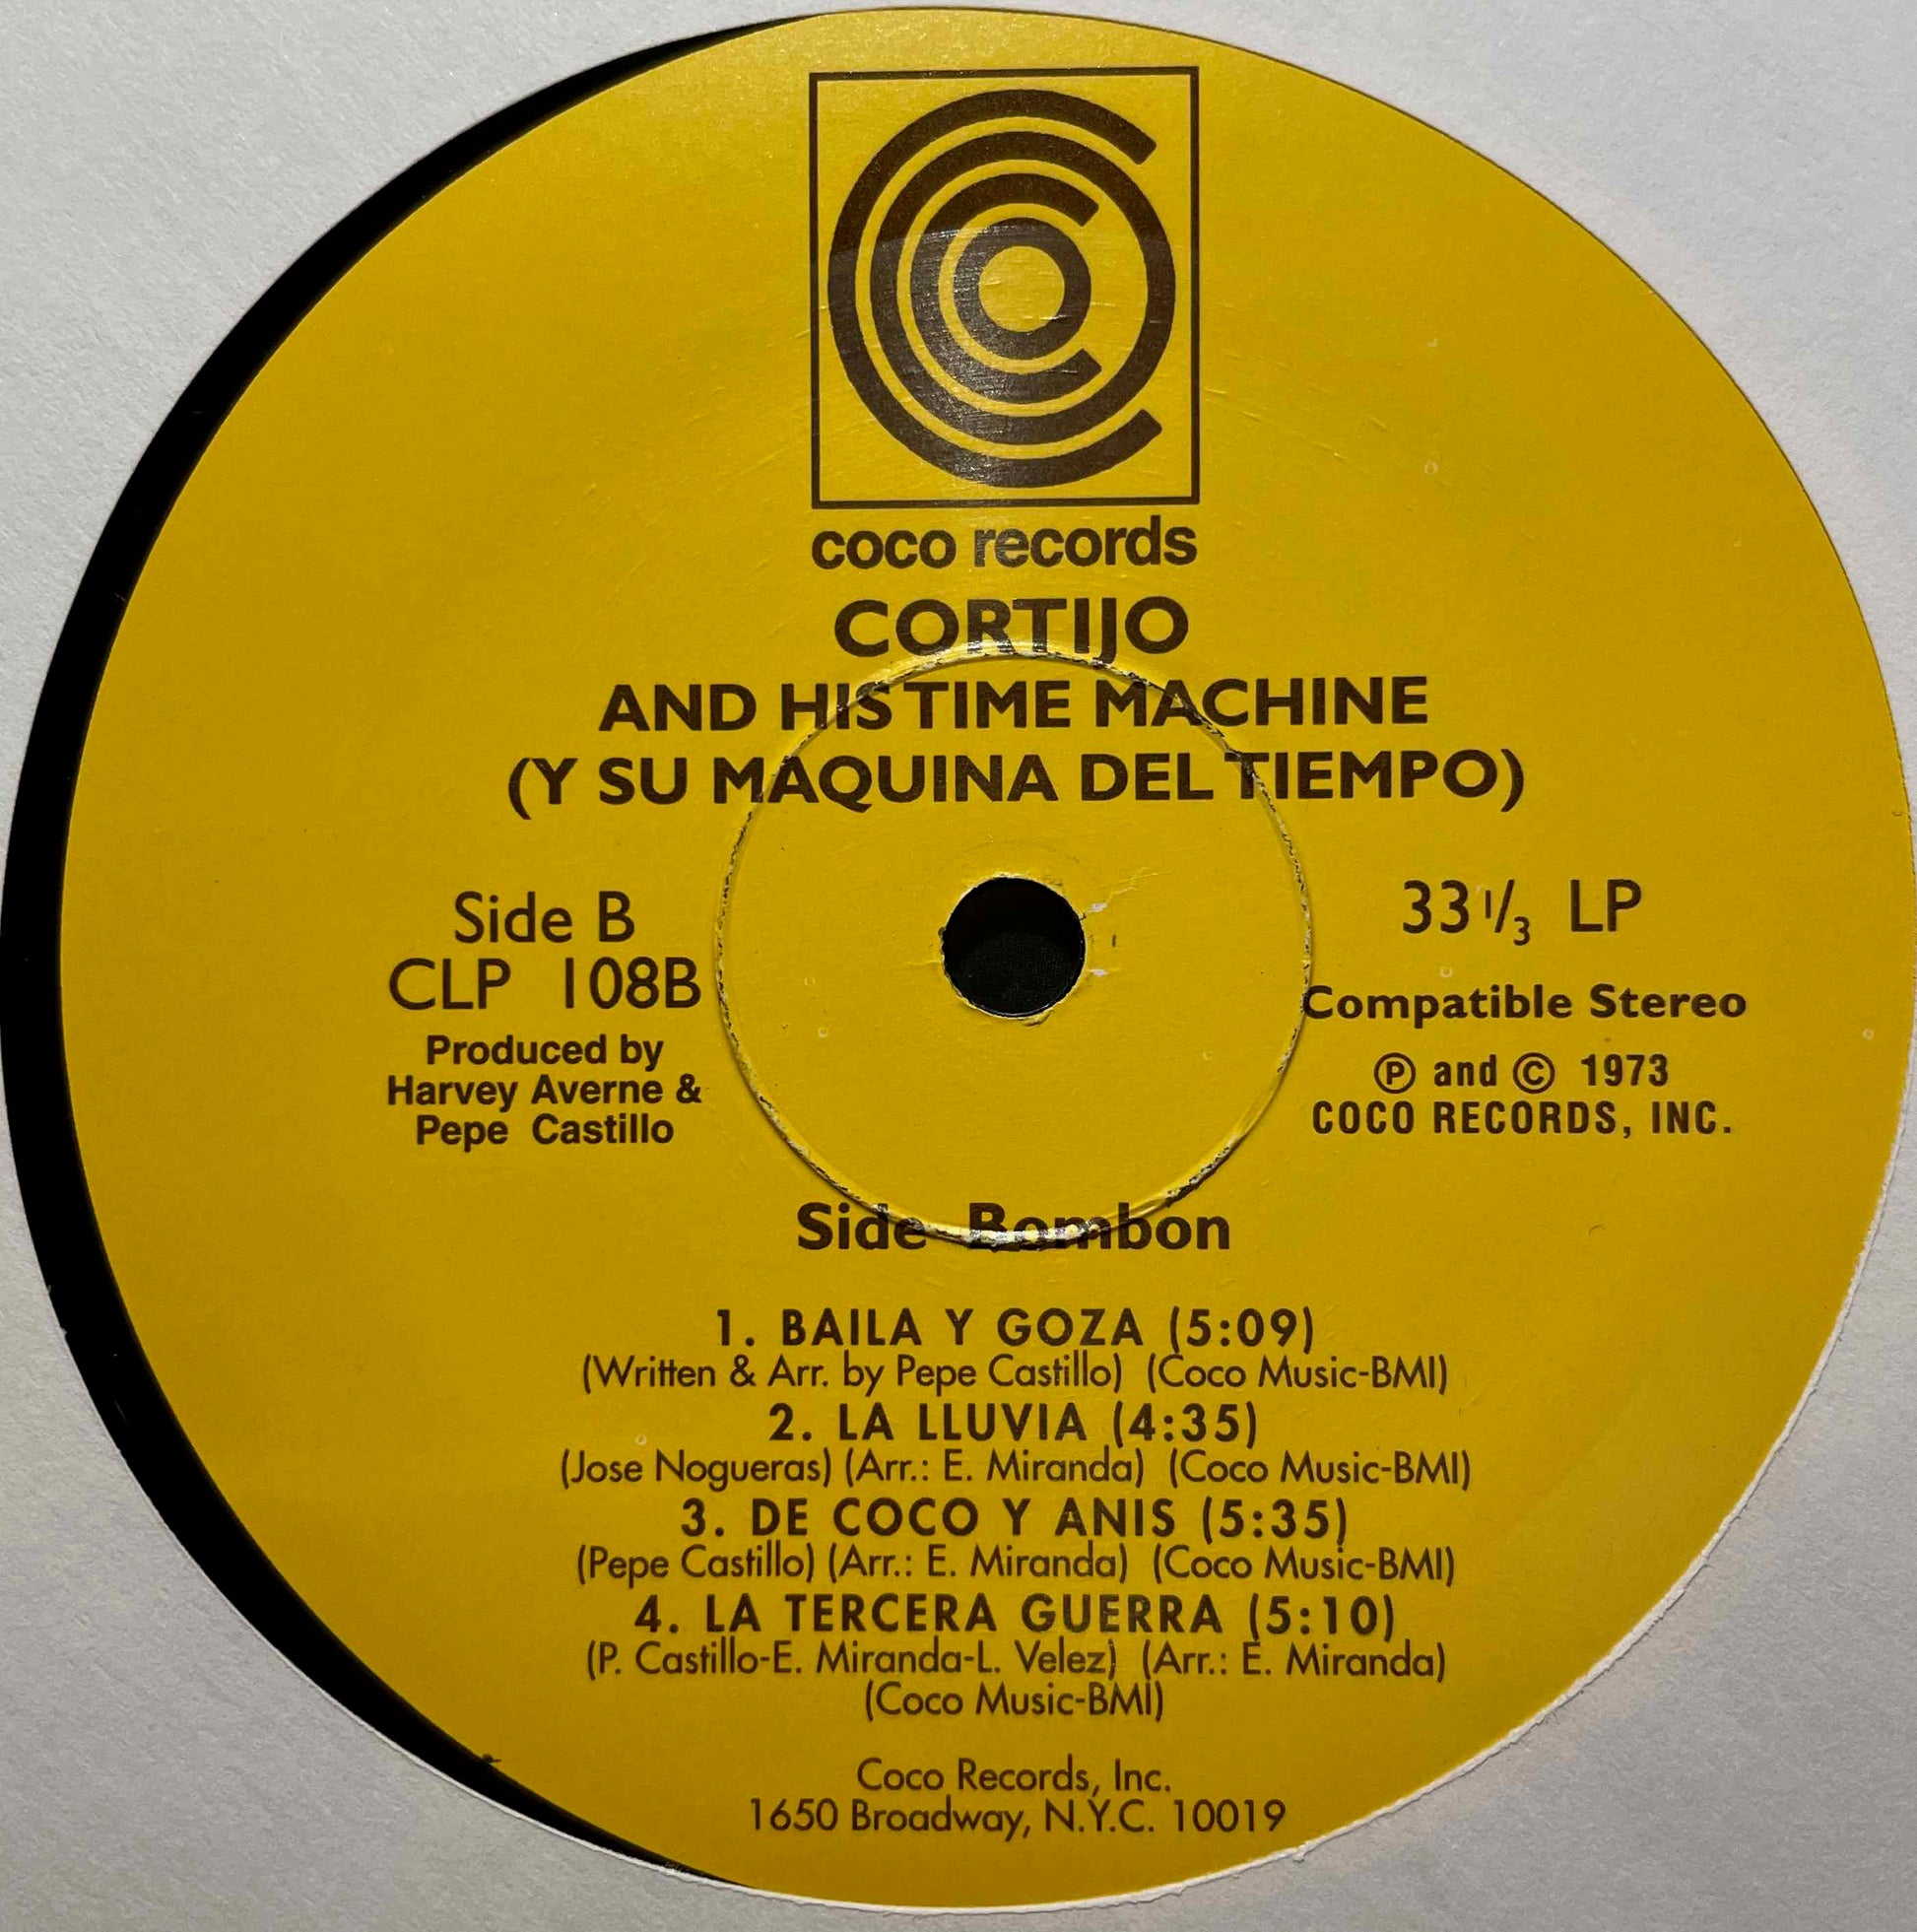 coco records
CORTIJO
AND HIS TIME MACHINE
(Y SU MAQUINA DEL TIEMPO)
Side B
CLP 108B
Produced by
Harvey Averne &
Pepe Castillo
33 1/3 LP
Compatible Stereo
℗ and © 1973
COCO RECORDS, INC.
Side Bombon
1. BAILA Y GOZA (5:09)
(Written & Arr. by Pepe Castillo) (Coco Music-BMI)
2. LA LLUVIA (4:35)
(Jose Nogueras) (Arr.: E. Miranda) (Coco Music-BMI)
3. DE COCO Y ANIS (5:35)
(Pepe Castillo) (Arr.: E. Miranda) (Coco Music-BMI)
4. LA TERCERA GUERRA (5:10)
(P. Castillo-E. Miranda-L. Velez) (Arr.: E. Miranda)
(Coco Music-BMI)
Coco Records, Inc.
1650 Broadway, N.Y.C. 10019